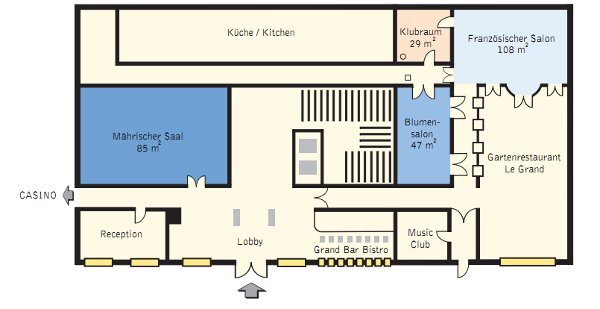 Küche / Kitchen
Klubraum
29 m²
Französischer Salon
108 m²
Mährischer Saal
85 m²
Blumen-
salon
47 m²
Gartenrestaurant
Le Grand
CASINO
Reception
Lobby
Grand Bar Bistro
Music
Club